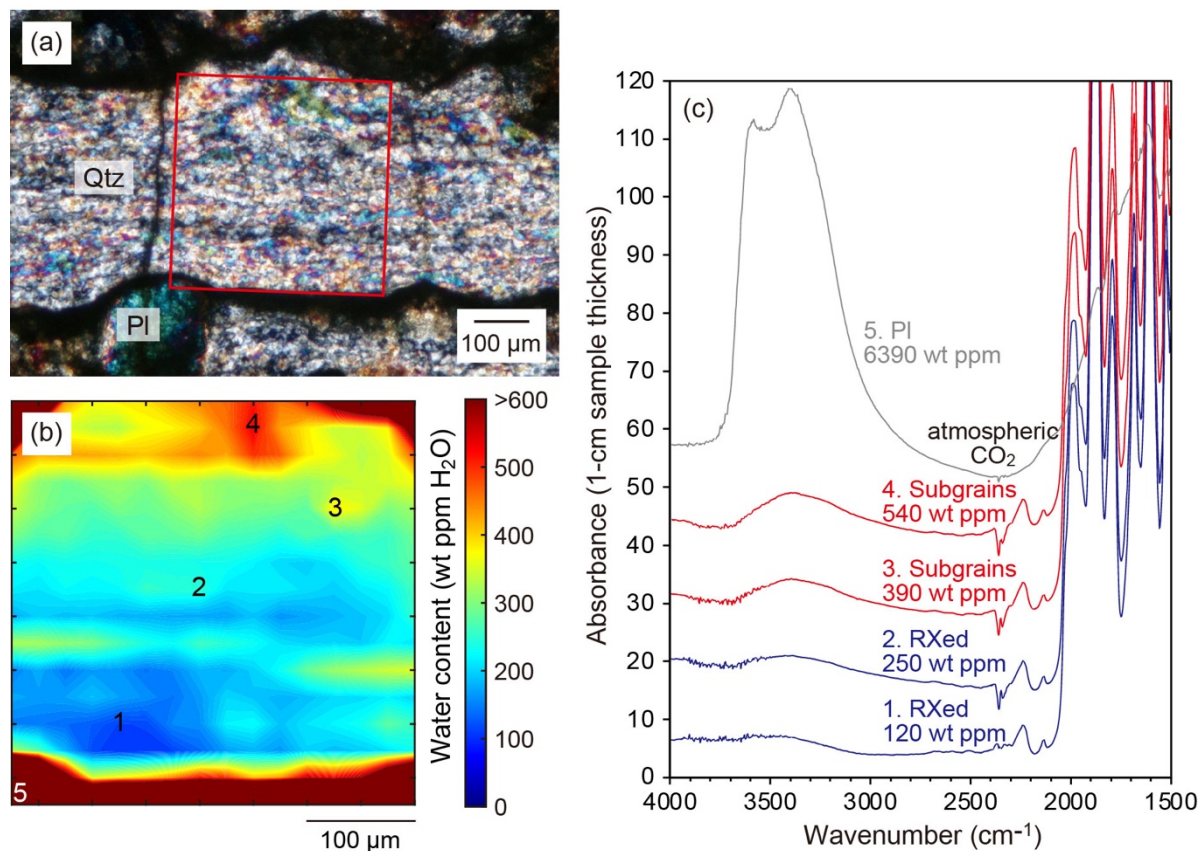 (a)
Qtz
Pl
100 μm
(b)
4
3
2
1
5
100 μm
>600
500
400
300
200
100
0
Water content (wt ppm H₂O)
(c)
120
110
100
90
80
70
60
50
40
30
20
10
0
Absorbance (1-cm sample thickness)
5. Pl
6390 wt ppm
atmospheric
CO₂
4. Subgrains
540 wt ppm
3. Subgrains
390 wt ppm
2. RXed
250 wt ppm
1. RXed
120 wt ppm
4000 3500 3000 2500 2000 1500
Wavenumber (cm⁻¹)